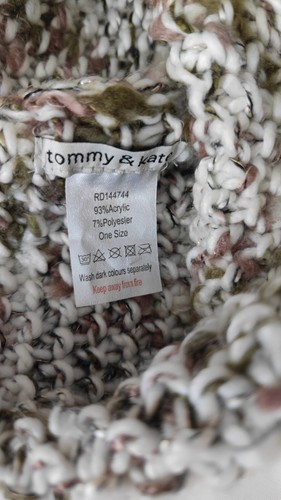 tommy & kate
RD144744
93%Acrylic
7%Polyester
One Size
Wash dark colours separately
Keep away from fire